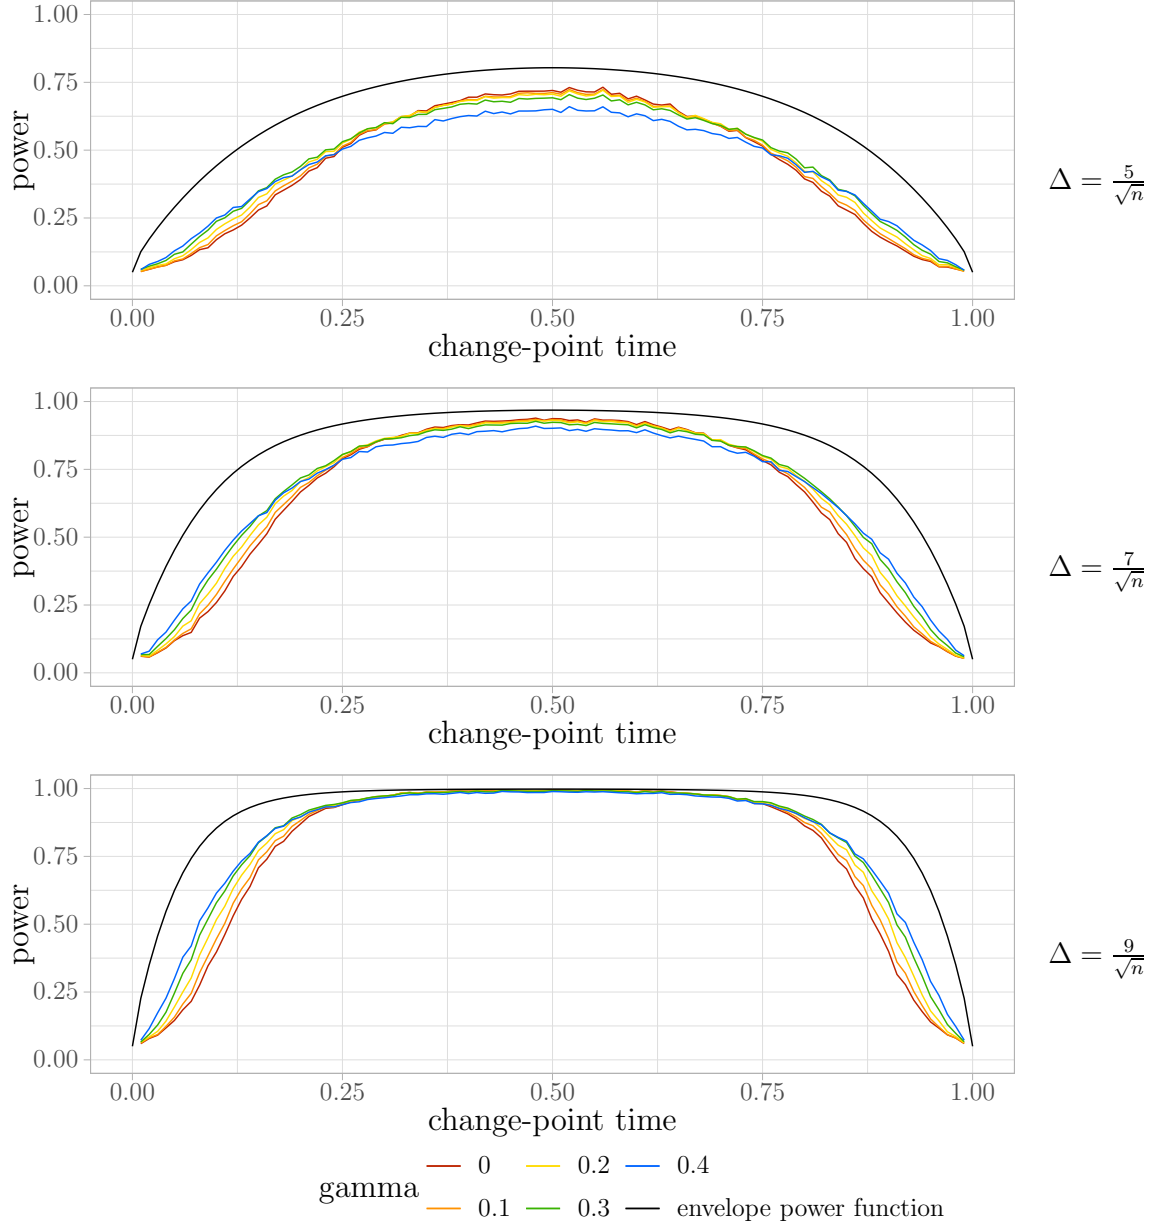 1.00
0.75
0.50
0.25
0.00
power
0.00 0.25 0.50 0.75 1.00
change-point time
Δ = 5/√n
1.00
0.75
0.50
0.25
0.00
power
0.00 0.25 0.50 0.75 1.00
change-point time
Δ = 7/√n
1.00
0.75
0.50
0.25
0.00
power
0.00 0.25 0.50 0.75 1.00
change-point time
Δ = 9/√n
gamma
0 0.2 0.4
0.1 0.3 envelope power function